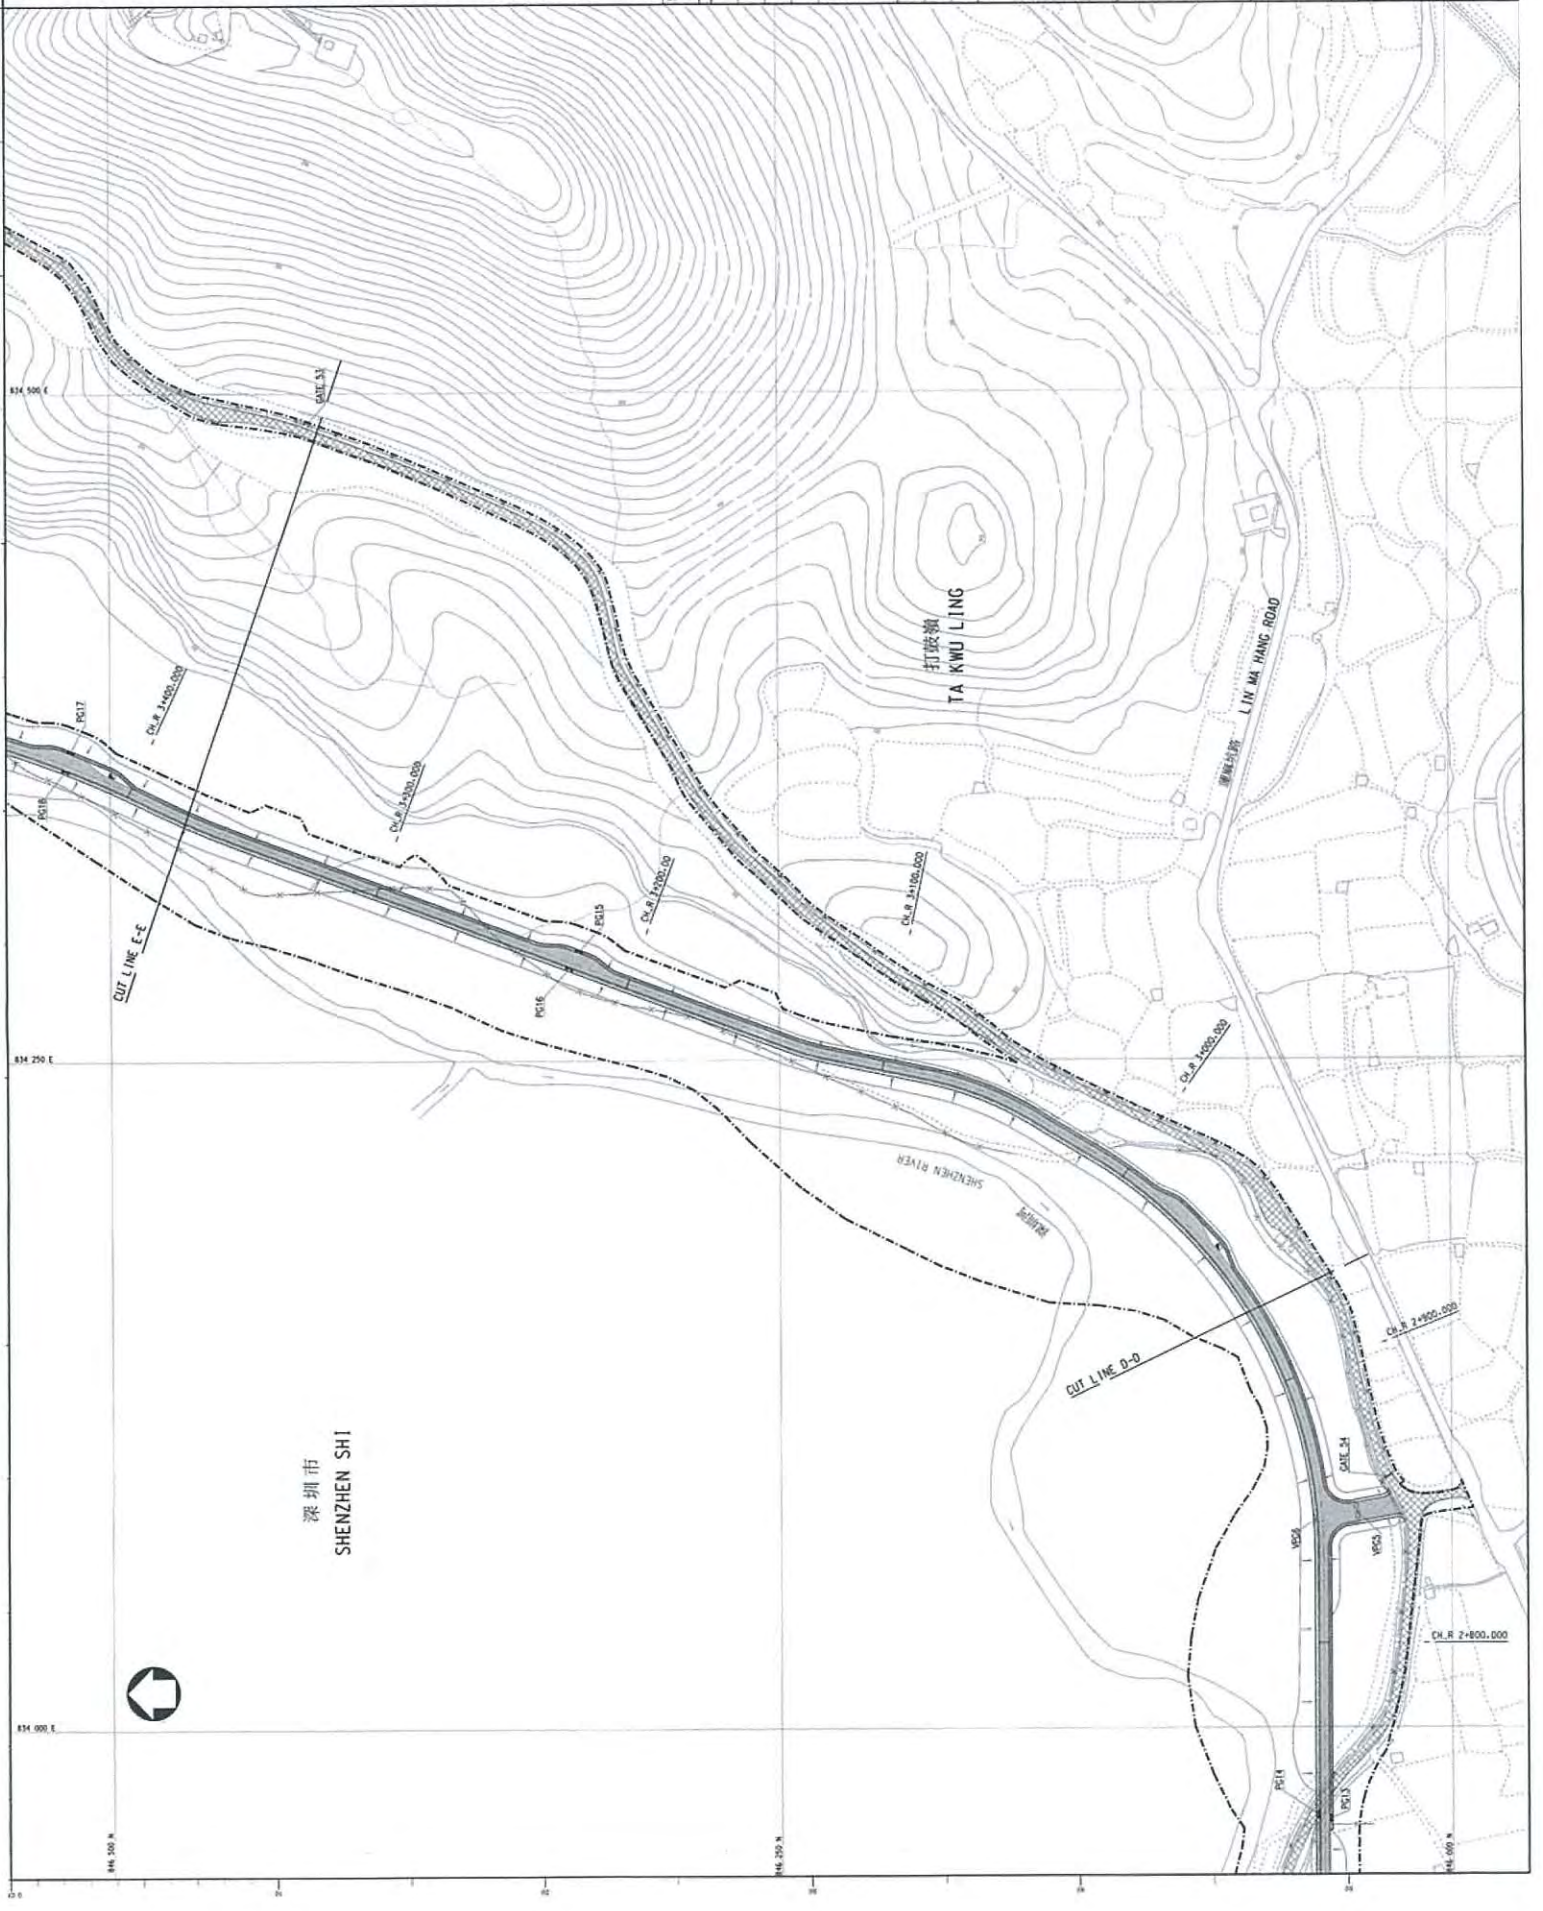 834 500 E
GATE 53
PG17
CH_R 3+400.000
PG18
CH_R 3+300.000
CUT LINE E-E
打鼓嶺
TA KWU LING
LIN MA HANG ROAD
PG15
CH_R 3+200.00
CH_R 3+100.000
PG16
834 250 E
CH_R 3+000.000
SHENZHEN RIVER
CH_R 2+900.000
CUT LINE D-D
深圳市
SHENZHEN SHI
GATE 54
VPG6
VPG5
CH_R 2+800.000
834 000 E
PG14
PG13
846 500 N
846 250 N
846 000 N